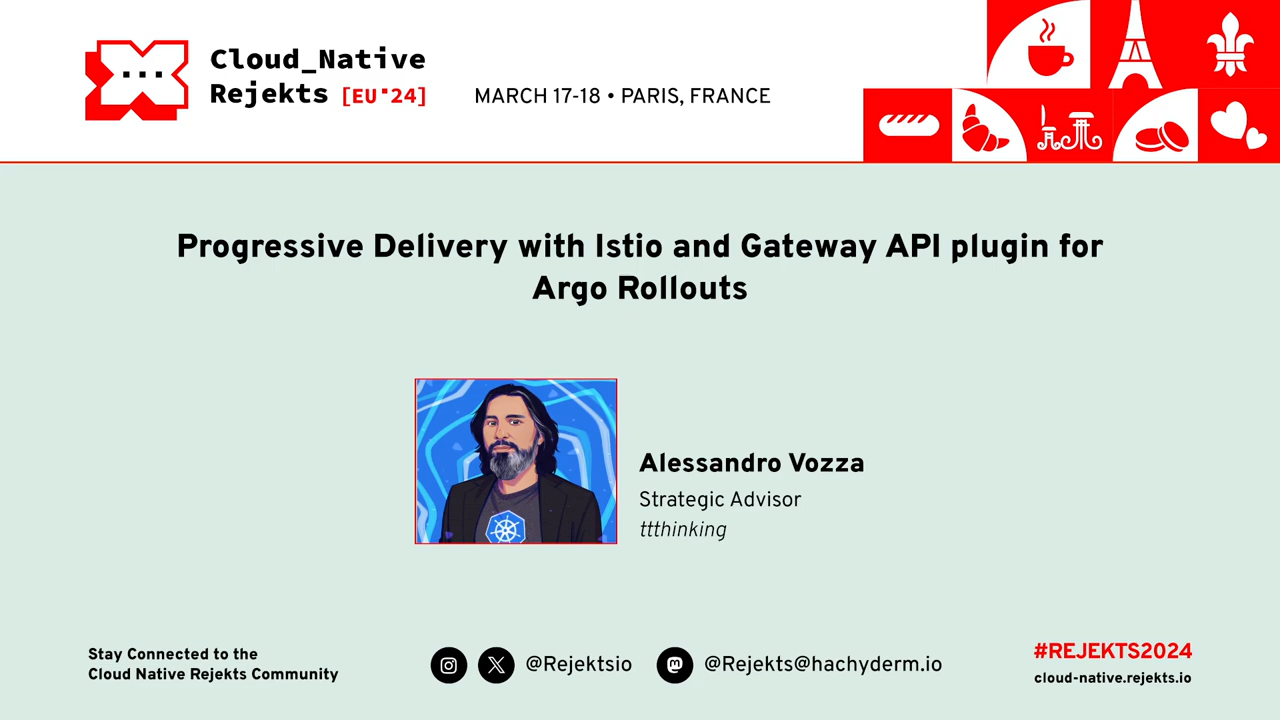 Cloud_Native
Rejekts [EU'24]
MARCH 17-18 • PARIS, FRANCE
Progressive Delivery with Istio and Gateway API plugin for
Argo Rollouts
Alessandro Vozza
Strategic Advisor
ttthinking
Stay Connected to the
Cloud Native Rejekts Community
@Rejektsio
@Rejekts@hachyderm.io
#REJEKTS2024
cloud-native.rejekts.io